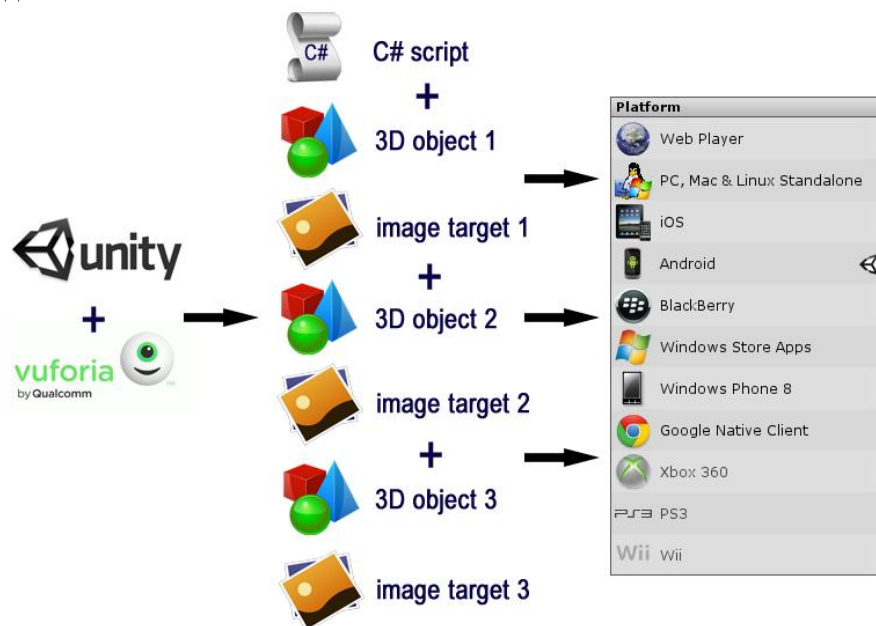 unity
+
vuforia
™
by Qualcomm
C#
C# script
+
3D object 1
image target 1
+
3D object 2
image target 2
+
3D object 3
image target 3
Platform
Web Player
PC, Mac & Linux Standalone
iOS
Android
BlackBerry
Windows Store Apps
Windows Phone 8
Google Native Client
Xbox 360
PS3 PS3
Wii Wii